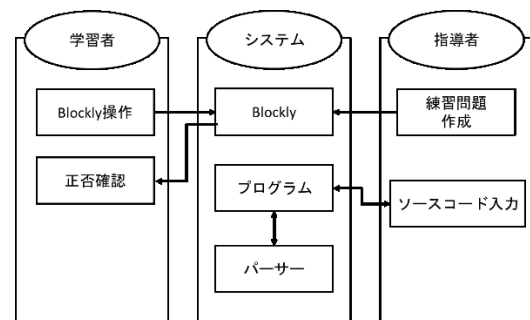 学習者
システム
指導者
Blockly操作
Blockly
練習問題
作成
正否確認
プログラム
ソースコード入力
パーサー